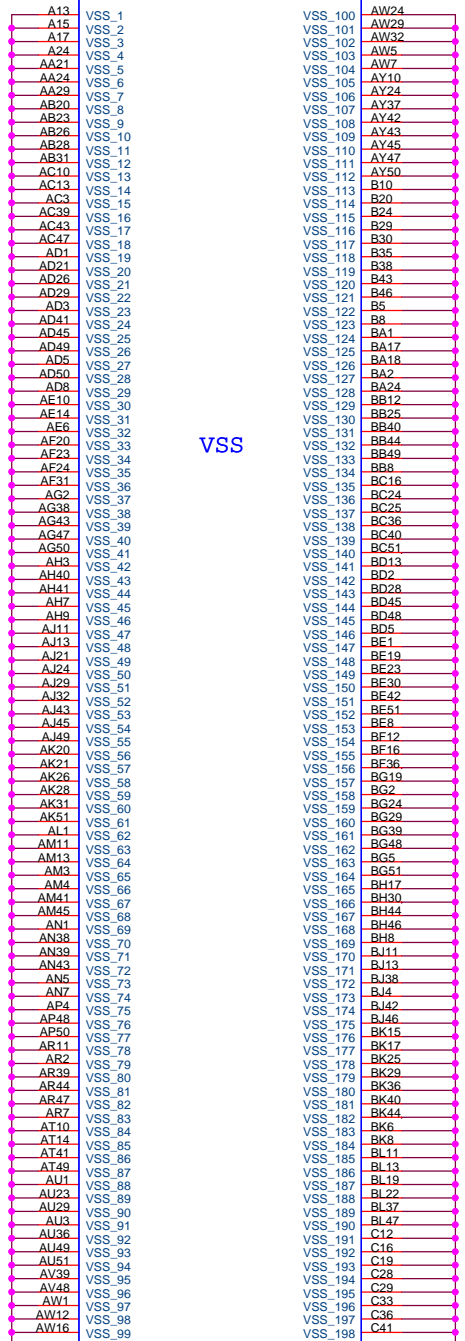 A13 VSS_1
A15 VSS_2
A17 VSS_3
A24 VSS_4
AA21 VSS_5
AA24 VSS_6
AA29 VSS_7
AB20 VSS_8
AB23 VSS_9
AB26 VSS_10
AB28 VSS_11
AB31 VSS_12
AC10 VSS_13
AC13 VSS_14
AC3 VSS_15
AC39 VSS_16
AC43 VSS_17
AC47 VSS_18
AD1 VSS_19
AD21 VSS_20
AD26 VSS_21
AD29 VSS_22
AD3 VSS_23
AD41 VSS_24
AD45 VSS_25
AD49 VSS_26
AD5 VSS_27
AD50 VSS_28
AD8 VSS_29
AE10 VSS_30
AE14 VSS_31
AE6 VSS_32
AF20 VSS_33
AF23 VSS_34
AF24 VSS_35
AF31 VSS_36
AG2 VSS_37
AG38 VSS_38
AG43 VSS_39
AG47 VSS_40
AG50 VSS_41
AH3 VSS_42
AH40 VSS_43
AH41 VSS_44
AH7 VSS_45
AH9 VSS_46
AJ11 VSS_47
AJ13 VSS_48
AJ21 VSS_49
AJ24 VSS_50
AJ29 VSS_51
AJ32 VSS_52
AJ43 VSS_53
AJ45 VSS_54
AJ49 VSS_55
AK20 VSS_56
AK21 VSS_57
AK26 VSS_58
AK28 VSS_59
AK31 VSS_60
AK51 VSS_61
AL1 VSS_62
AM11 VSS_63
AM13 VSS_64
AM3 VSS_65
AM4 VSS_66
AM41 VSS_67
AM45 VSS_68
AN1 VSS_69
AN38 VSS_70
AN39 VSS_71
AN43 VSS_72
AN5 VSS_73
AN7 VSS_74
AP4 VSS_75
AP48 VSS_76
AP50 VSS_77
AR11 VSS_78
AR2 VSS_79
AR39 VSS_80
AR44 VSS_81
AR47 VSS_82
AR7 VSS_83
AT10 VSS_84
AT14 VSS_85
AT41 VSS_86
AT49 VSS_87
AU1 VSS_88
AU23 VSS_89
AU29 VSS_90
AU3 VSS_91
AU36 VSS_92
AU49 VSS_93
AU51 VSS_94
AV39 VSS_95
AV48 VSS_96
AW1 VSS_97
AW12 VSS_98
AW16 VSS_99
VSS
VSS_100 AW24
VSS_101 AW29
VSS_102 AW32
VSS_103 AW5
VSS_104 AW7
VSS_105 AY10
VSS_106 AY24
VSS_107 AY37
VSS_108 AY42
VSS_109 AY43
VSS_110 AY45
VSS_111 AY47
VSS_112 AY50
VSS_113 B10
VSS_114 B20
VSS_115 B24
VSS_116 B29
VSS_117 B30
VSS_118 B35
VSS_119 B38
VSS_120 B43
VSS_121 B46
VSS_122 B5
VSS_123 B8
VSS_124 BA1
VSS_125 BA17
VSS_126 BA18
VSS_127 BA2
VSS_128 BA24
VSS_129 BB12
VSS_130 BB25
VSS_131 BB40
VSS_132 BB44
VSS_133 BB49
VSS_134 BB8
VSS_135 BC16
VSS_136 BC24
VSS_137 BC25
VSS_138 BC36
VSS_139 BC40
VSS_140 BC51
VSS_141 BD13
VSS_142 BD2
VSS_143 BD28
VSS_144 BD45
VSS_145 BD48
VSS_146 BD5
VSS_147 BE1
VSS_148 BE19
VSS_149 BE23
VSS_150 BE30
VSS_151 BE42
VSS_152 BE51
VSS_153 BE8
VSS_154 BF12
VSS_155 BF16
VSS_156 BF36
VSS_157 BG19
VSS_158 BG2
VSS_159 BG24
VSS_160 BG29
VSS_161 BG39
VSS_162 BG48
VSS_163 BG5
VSS_164 BG51
VSS_165 BH17
VSS_166 BH30
VSS_167 BH44
VSS_168 BH46
VSS_169 BH8
VSS_170 BJ11
VSS_171 BJ13
VSS_172 BJ38
VSS_173 BJ4
VSS_174 BJ42
VSS_175 BJ46
VSS_176 BK15
VSS_177 BK17
VSS_178 BK25
VSS_179 BK29
VSS_180 BK36
VSS_181 BK40
VSS_182 BK44
VSS_183 BK6
VSS_184 BK8
VSS_185 BL11
VSS_186 BL13
VSS_187 BL19
VSS_188 BL22
VSS_189 BL37
VSS_190 BL47
VSS_191 C12
VSS_192 C16
VSS_193 C19
VSS_194 C28
VSS_195 C29
VSS_196 C33
VSS_197 C36
VSS_198 C41